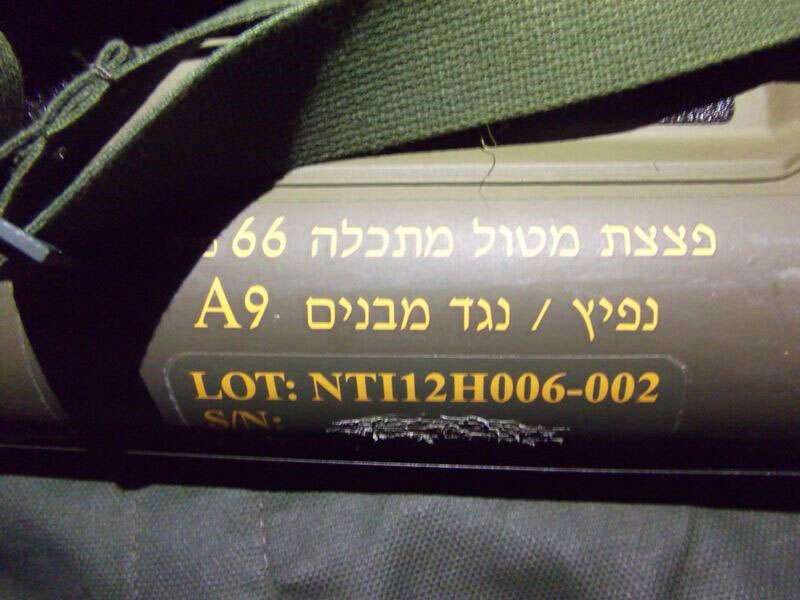 פצצת מטול מתכלה 66
נפיץ / נגד מבנים A9
LOT: NTI12H006-002
S/N: